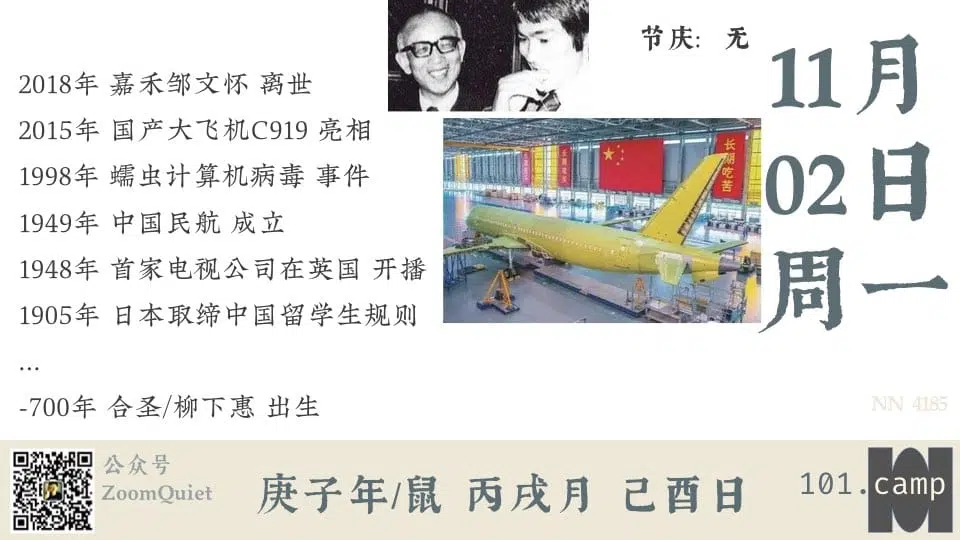 节庆: 无
11月
02日
周一
2018年 嘉禾邹文怀 离世
2015年 国产大飞机C919 亮相
1998年 蠕虫计算机病毒 事件
1949年 中国民航 成立
1948年 首家电视公司在英国 开播
1905年 日本取缔中国留学生规则
...
-700年 合圣/柳下惠 出生
长期吃苦
NN 4185
公众号
ZoomQuiet
庚子年/鼠 丙戌月 己酉日
101.camp